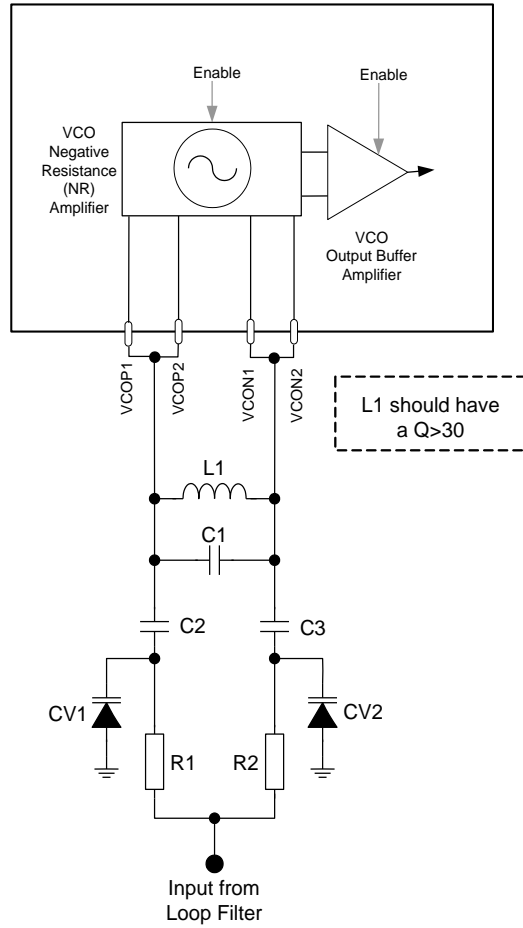 Enable
Enable
VCO
Negative
Resistance
(NR)
Amplifier
VCO
Output Buffer
Amplifier
VCOP1
VCOP2
VCON1
VCON2
L1 should have
a Q>30
L1
C1
C2
C3
CV1
CV2
R1
R2
Input from
Loop Filter